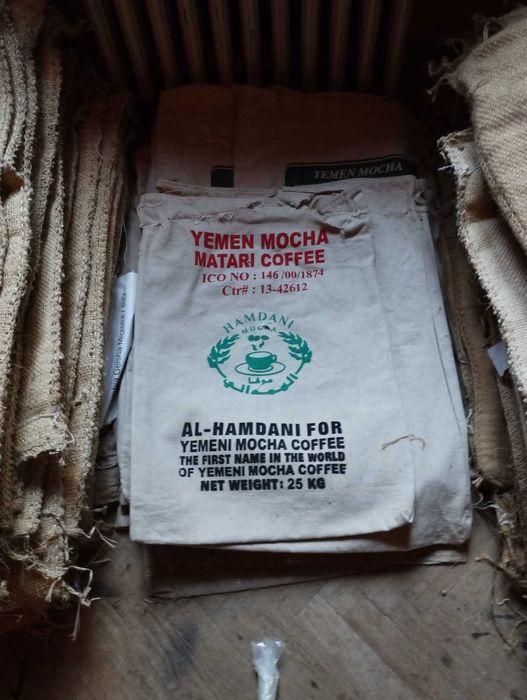 YEMEN MOCHA
YEMEN MOCHA
MATARI COFFEE
ICO NO : 146 /00/1874
Ctr# : 13-42612
HAMDANI
MOCHA
موفا
الهمداني
AL-HAMDANI FOR
YEMENI MOCHA COFFEE
THE FIRST NAME IN THE WORLD
OF YEMENI MOCHA COFFEE
NET WEIGHT: 25 KG